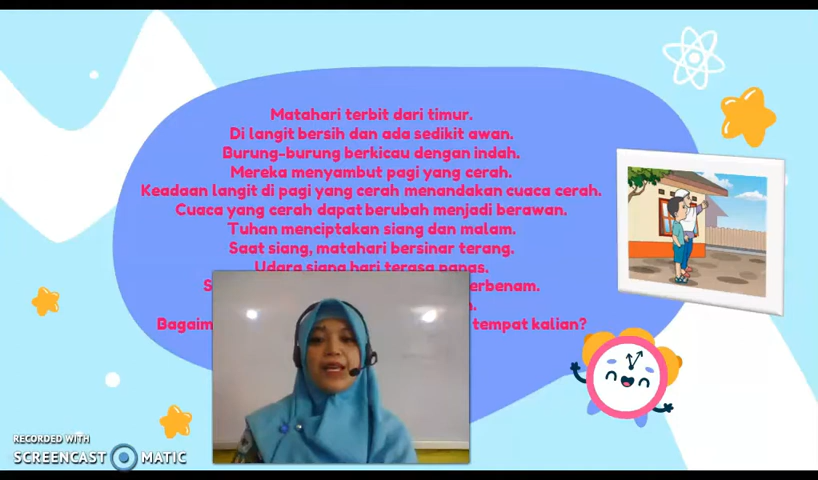 Matahari terbit dari timur.
Di langit bersih dan ada sedikit awan.
Burung-burung berkicau dengan indah.
Mereka menyambut pagi yang cerah.
Keadaan langit di pagi yang cerah menandakan cuaca cerah.
Cuaca yang cerah dapat berubah menjadi berawan.
Tuhan menciptakan siang dan malam.
Saat siang, matahari bersinar terang.
Udara siang hari terasa panas.
tempat kalian?
RECORDED WITH
SCREENCAST MATIC